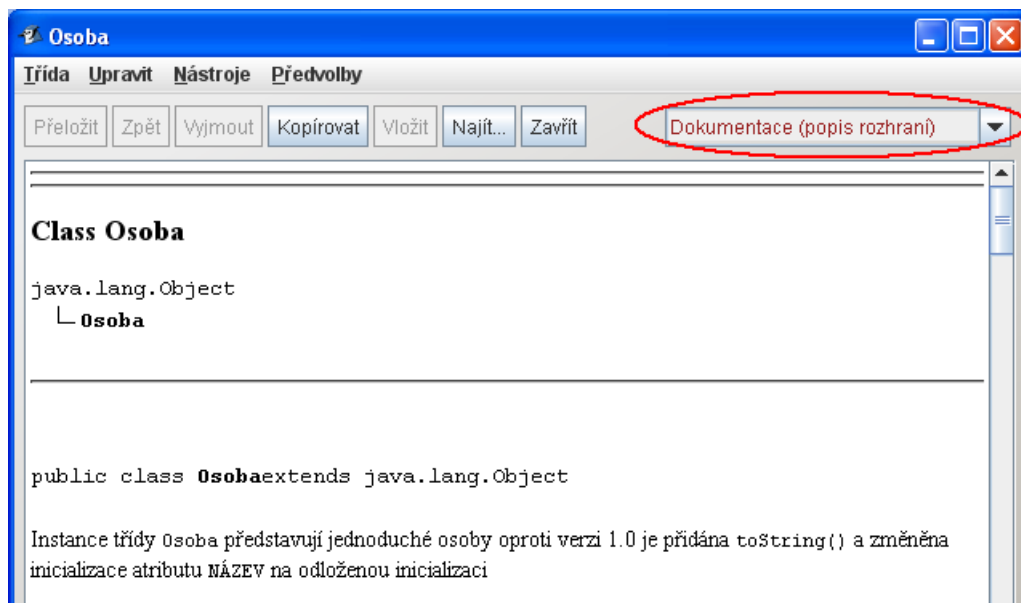 Osoba
Třída Upravit Nástroje Předvolby
Přeložit Zpět Vyjmout Kopírovat Vložit Najít... Zavřít Dokumentace (popis rozhraní)
Class Osoba
java.lang.Object
Osoba
public class Osobaextends java.lang.Object
Instance třídy Osoba představují jednoduché osoby oproti verzi 1.0 je přidána toString() a změněna
inicializace atributu NÁZEV na odloženou inicializaci